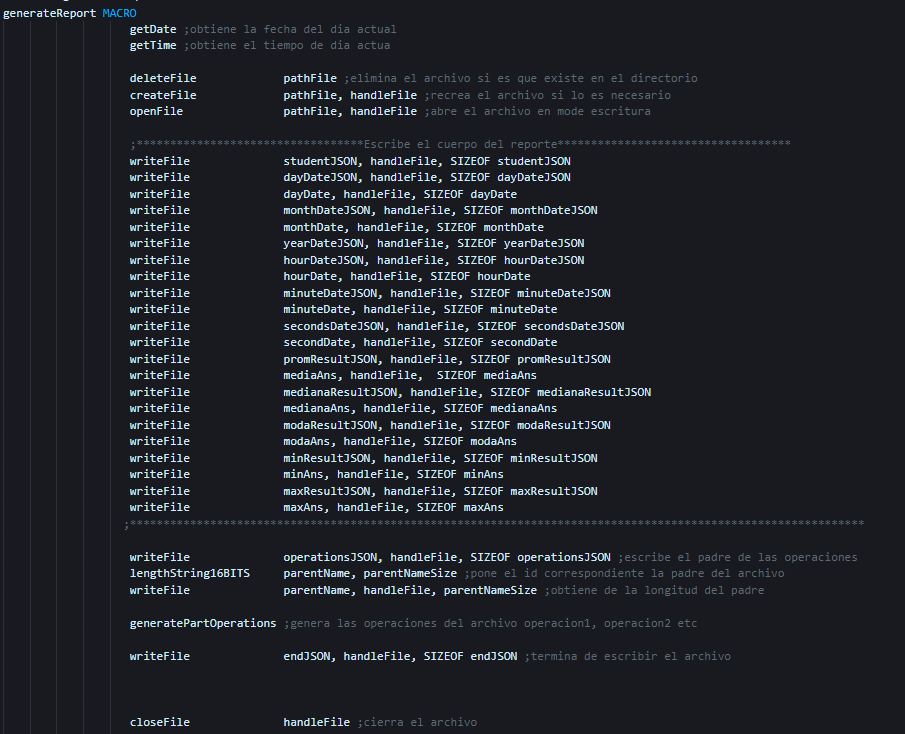 generateReport MACRO
getDate ;obtiene la fecha del dia actual
getTime ;obtiene el tiempo de dia actua
deleteFile pathFile ;elimina el archivo si es que existe en el directorio
createFile pathFile, handleFile ;recrea el archivo si lo es necesario
openFile pathFile, handleFile ;abre el archivo en mode escritura
;**********************************Escribe el cuerpo del reporte***********************************
writeFile studentJSON, handleFile, SIZEOF studentJSON
writeFile dayDateJSON, handleFile, SIZEOF dayDateJSON
writeFile dayDate, handleFile, SIZEOF dayDate
writeFile monthDateJSON, handleFile, SIZEOF monthDateJSON
writeFile monthDate, handleFile, SIZEOF monthDate
writeFile yearDateJSON, handleFile, SIZEOF yearDateJSON
writeFile hourDateJSON, handleFile, SIZEOF hourDateJSON
writeFile hourDate, handleFile, SIZEOF hourDate
writeFile minuteDateJSON, handleFile, SIZEOF minuteDateJSON
writeFile minuteDate, handleFile, SIZEOF minuteDate
writeFile secondsDateJSON, handleFile, SIZEOF secondsDateJSON
writeFile secondDate, handleFile, SIZEOF secondDate
writeFile promResultJSON, handleFile, SIZEOF promResultJSON
writeFile mediaAns, handleFile,  SIZEOF mediaAns
writeFile medianaResultJSON, handleFile, SIZEOF medianaResultJSON
writeFile medianaAns, handleFile, SIZEOF medianaAns
writeFile modaResultJSON, handleFile, SIZEOF modaResultJSON
writeFile modaAns, handleFile, SIZEOF modaAns
writeFile minResultJSON, handleFile, SIZEOF minResultJSON
writeFile minAns, handleFile, SIZEOF minAns
writeFile maxResultJSON, handleFile, SIZEOF maxResultJSON
writeFile maxAns, handleFile, SIZEOF maxAns
;**************************************************************************************************************
writeFile operationsJSON, handleFile, SIZEOF operationsJSON ;escribe el padre de las operaciones
lengthString16BITS parentName, parentNameSize ;pone el id correspondiente la padre del archivo
writeFile parentName, handleFile, parentNameSize ;obtiene de la longitud del padre
generatePartOperations ;genera las operaciones del archivo operacion1, operacion2 etc
writeFile endJSON, handleFile, SIZEOF endJSON ;termina de escribir el archivo
closeFile handleFile ;cierra el archivo